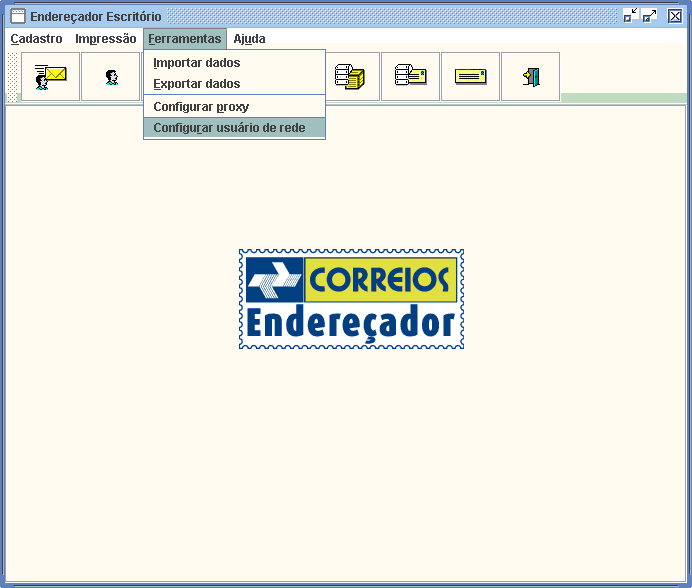 Endereçador Escritório
Cadastro Impressão Ferramentas Ajuda
Importar dados
Exportar dados
Configurar proxy
Configurar usuário de rede
CORREIOS
Endereçador